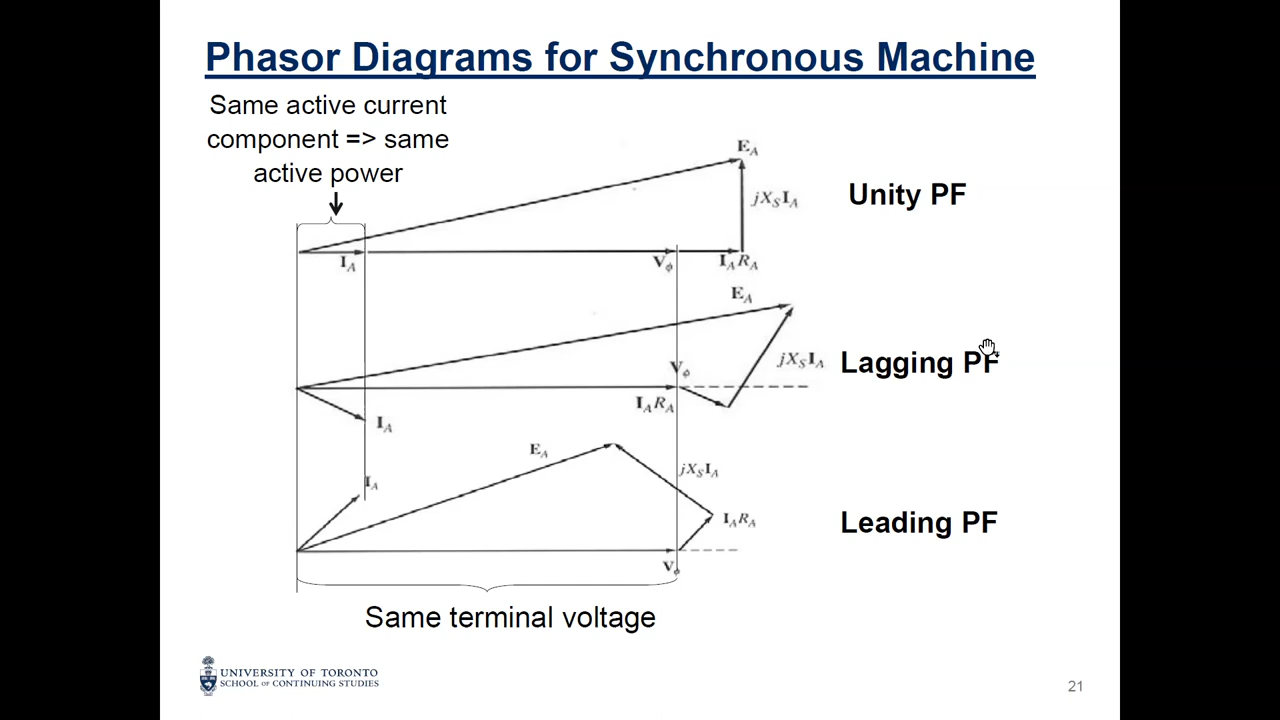 Phasor Diagrams for Synchronous Machine
Same active current
component => same
active power
E_A
jX_S I_A
Unity PF
I_A
V_ϕ
I_A R_A
E_A
V_ϕ
jX_S I_A
Lagging PF
I_A R_A
I_A
E_A
jX_S I_A
I_A
I_A R_A
Leading PF
V_ϕ
Same terminal voltage
UNIVERSITY OF TORONTO
SCHOOL OF CONTINUING STUDIES
21